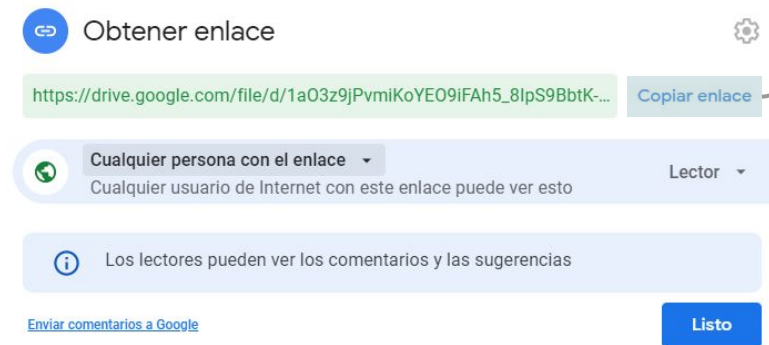 Obtener enlace
https://drive.google.com/file/d/1aO3z9jPvmiKoYEO9iFAh5_8IpS9BbtK-... Copiar enlace
Cualquier persona con el enlace
Cualquier usuario de Internet con este enlace puede ver esto
Lector
Los lectores pueden ver los comentarios y las sugerencias
Enviar comentarios a Google
Listo